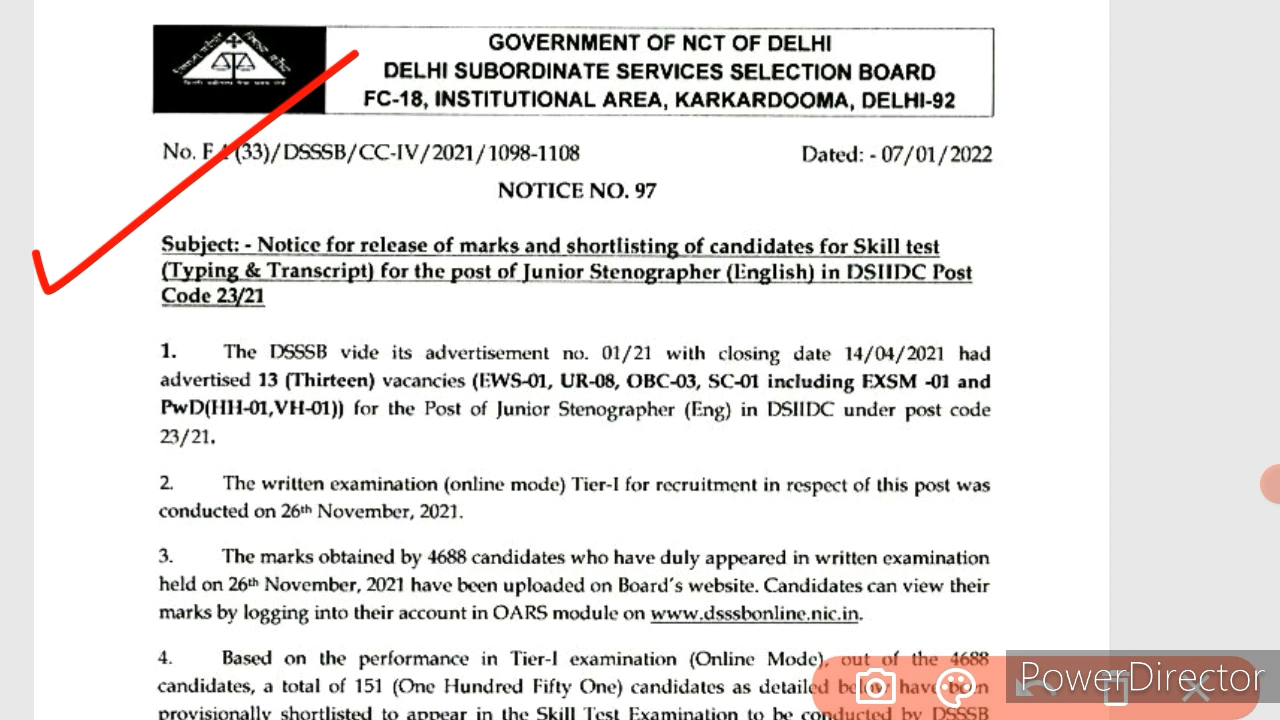 GOVERNMENT OF NCT OF DELHI
DELHI SUBORDINATE SERVICES SELECTION BOARD
FC-18, INSTITUTIONAL AREA, KARKARDOOMA, DELHI-92
No. F.4(33)/DSSSB/CC-IV/2021/1098-1108 Dated: - 07/01/2022
NOTICE NO. 97
Subject: - Notice for release of marks and shortlisting of candidates for Skill test
(Typing & Transcript) for the post of Junior Stenographer (English) in DSIIDC Post
Code 23/21
1. The DSSSB vide its advertisement no. 01/21 with closing date 14/04/2021 had
advertised 13 (Thirteen) vacancies (EWS-01, UR-08, OBC-03, SC-01 including EXSM -01 and
PwD(HH-01,VH-01)) for the Post of Junior Stenographer (Eng) in DSIIDC under post code
23/21.
2. The written examination (online mode) Tier-I for recruitment in respect of this post was
conducted on 26th November, 2021.
3. The marks obtained by 4688 candidates who have duly appeared in written examination
held on 26th November, 2021 have been uploaded on Board's website. Candidates can view their
marks by logging into their account in OARS module on www.dsssbonline.nic.in.
4. Based on the performance in Tier-I examination (Online Mode), out of the 4688
candidates, a total of 151 (One Hundred Fifty One) candidates as detailed below have been
provisionally shortlisted to appear in the Skill Test Examination to be conducted by DSSSB
PowerDirector